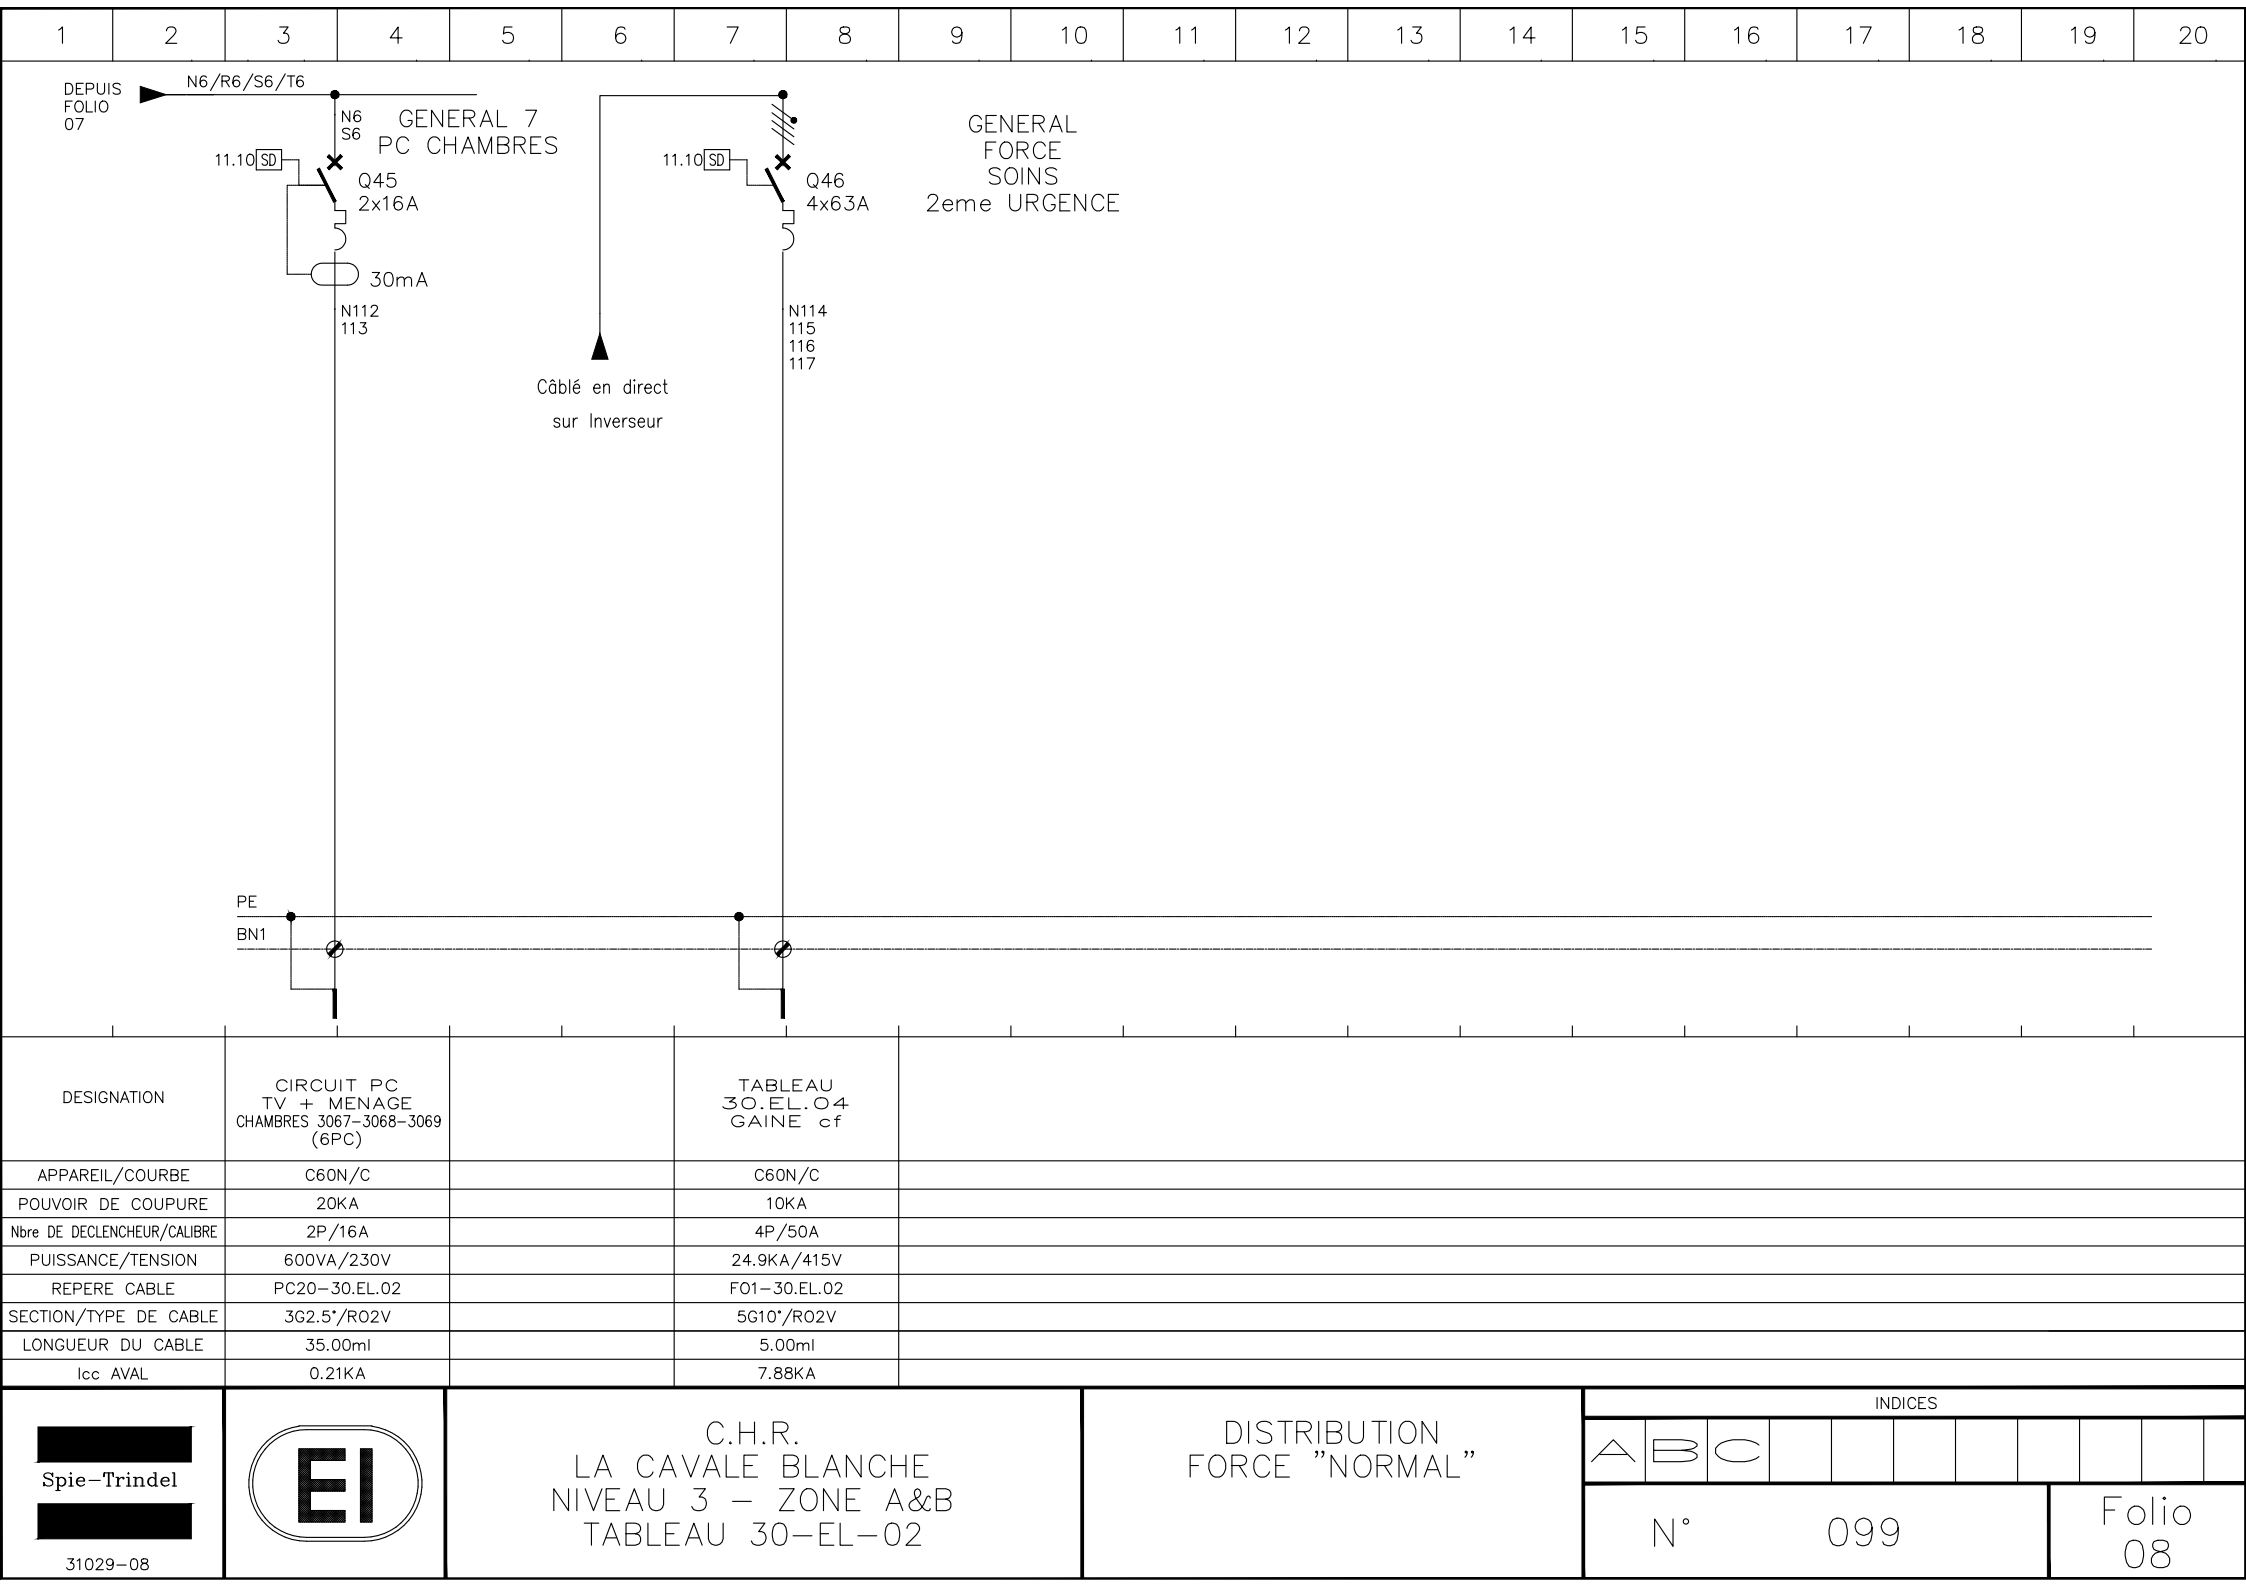 1 2 3 4 5 6 7 8 9 10 11 12 13 14 15 16 17 18 19 20
DEPUIS
FOLIO
07
N6/R6/S6/T6
N6
S6
GENERAL 7
PC CHAMBRES
11.10 SD
Q45
2x16A
30mA
N112
113
11.10 SD
Q46
4x63A
GENERAL
FORCE
SOINS
2eme URGENCE
N114
115
116
117
Câblé en direct
sur Inverseur
PE
BN1
DESIGNATION
CIRCUIT PC
TV + MENAGE
CHAMBRES 3067-3068-3069
(6PC)
TABLEAU
30.EL.04
GAINE cf
APPAREIL/COURBE C60N/C C60N/C
POUVOIR DE COUPURE 20KA 10KA
Nbre DE DECLENCHEUR/CALIBRE 2P/16A 4P/50A
PUISSANCE/TENSION 600VA/230V 24.9KA/415V
REPERE CABLE PC20-30.EL.02 FO1-30.EL.02
SECTION/TYPE DE CABLE 3G2.5°/RO2V 5G10°/RO2V
LONGUEUR DU CABLE 35.00ml 5.00ml
Icc AVAL 0.21KA 7.88KA
Spie-Trindel
31029-08
EI
C.H.R.
LA CAVALE BLANCHE
NIVEAU 3 - ZONE A&B
TABLEAU 30-EL-02
DISTRIBUTION
FORCE "NORMAL"
INDICES
A B C
N° 099
Folio
08